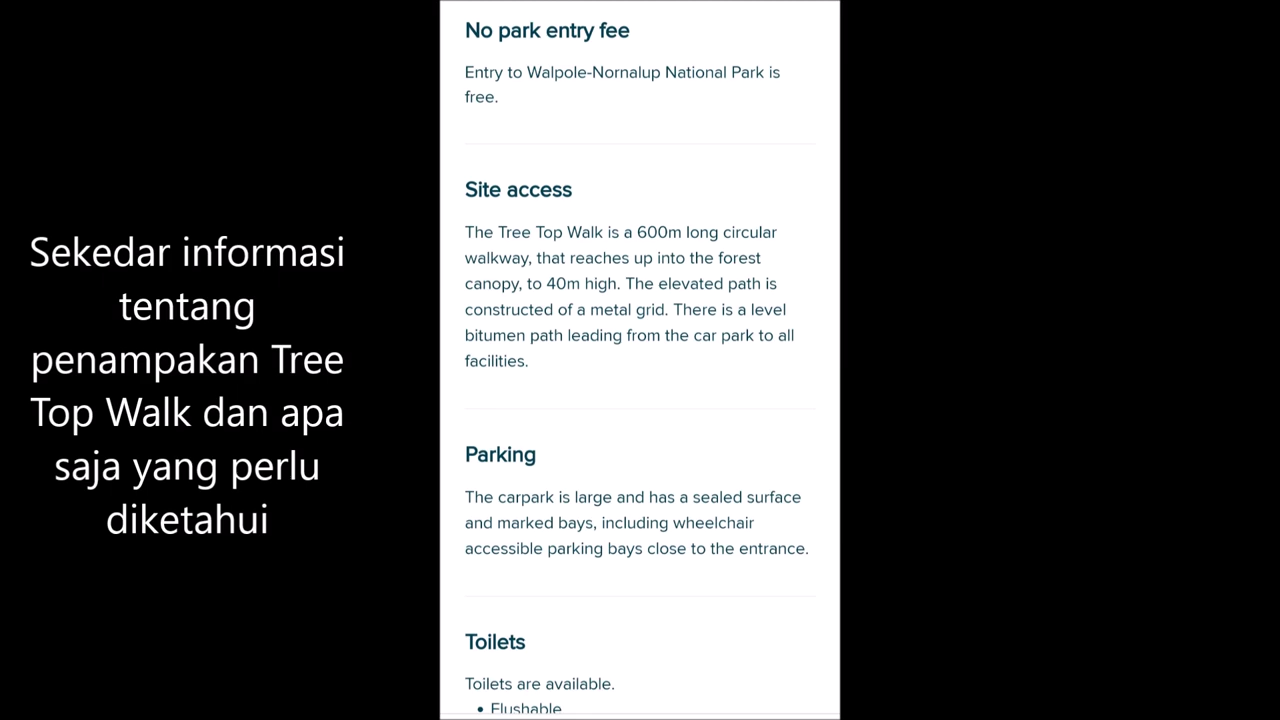 Sekedar informasi
tentang
penampakan Tree
Top Walk dan apa
saja yang perlu
diketahui
No park entry fee
Entry to Walpole-Nornalup National Park is
free.
Site access
The Tree Top Walk is a 600m long circular
walkway, that reaches up into the forest
canopy, to 40m high. The elevated path is
constructed of a metal grid. There is a level
bitumen path leading from the car park to all
facilities.
Parking
The carpark is large and has a sealed surface
and marked bays, including wheelchair
accessible parking bays close to the entrance.
Toilets
Toilets are available.
• Flushable